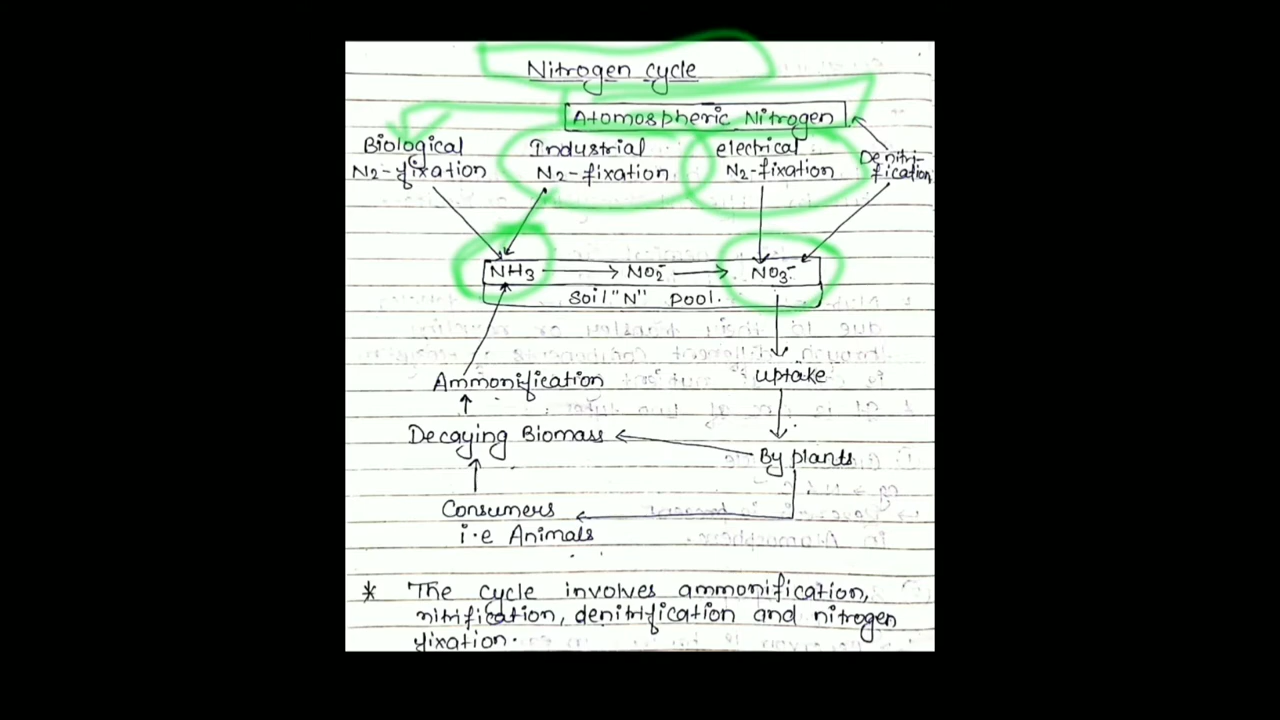 Nitrogen cycle
Atomospheric Nitrogen
Biological
N2-fixation
Industrial
N2-fixation
electrical
N2-fixation
Denitri-
fication
NH3 → NO2- → NO3-
Soil "N" pool.
Ammonification
uptake
Decaying Biomass
By plants
Consumers
i.e Animals
* The cycle involves ammonification,
nitrification, denitrification and nitrogen
fixation.